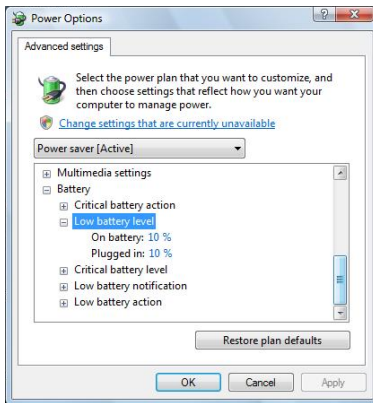 Power Options
Advanced settings
Select the power plan that you want to customize, and
then choose settings that reflect how you want your
computer to manage power.
Change settings that are currently unavailable
Power saver [Active]
Multimedia settings
Battery
Critical battery action
Low battery level
On battery: 10 %
Plugged in: 10 %
Critical battery level
Low battery notification
Low battery action
Restore plan defaults
OK Cancel Apply